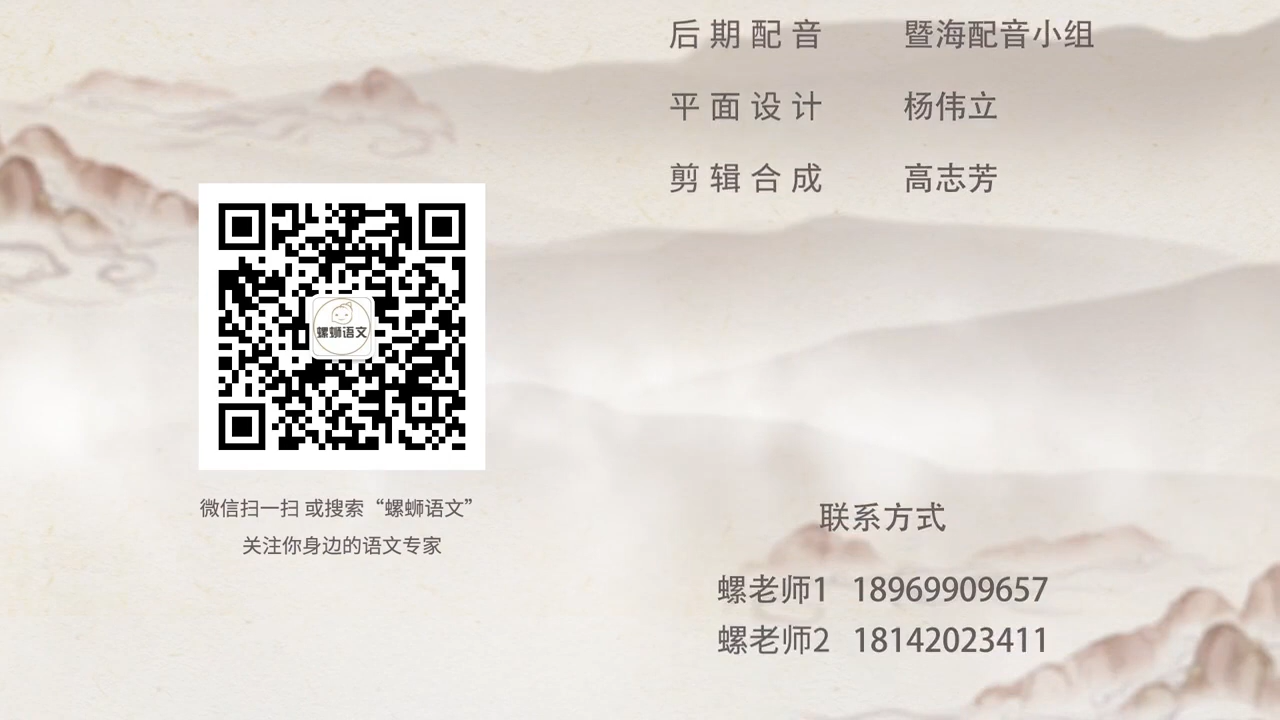 后期配音 暨海配音小组
平面设计 杨伟立
剪辑合成 高志芳
螺蛳语文
微信扫一扫 或搜索“螺蛳语文”
关注你身边的语文专家
联系方式
螺老师1 18969909657
螺老师2 18142023411